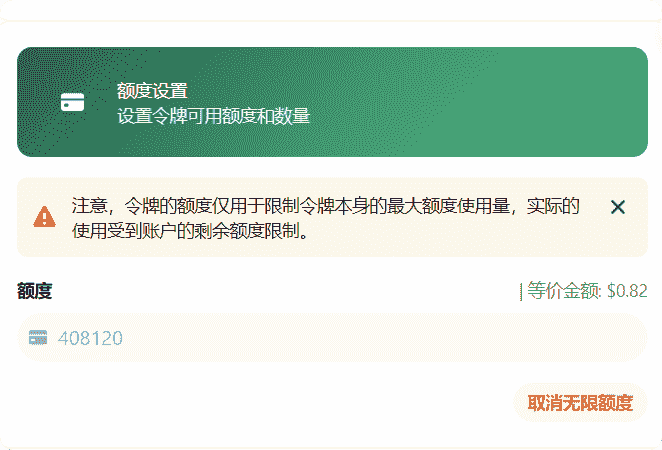 额度设置
设置令牌可用额度和数量
注意，令牌的额度仅用于限制令牌本身的最大额度使用量，实际的
使用受到账户的剩余额度限制。
额度
| 等价金额: $0.82
408120
取消无限额度